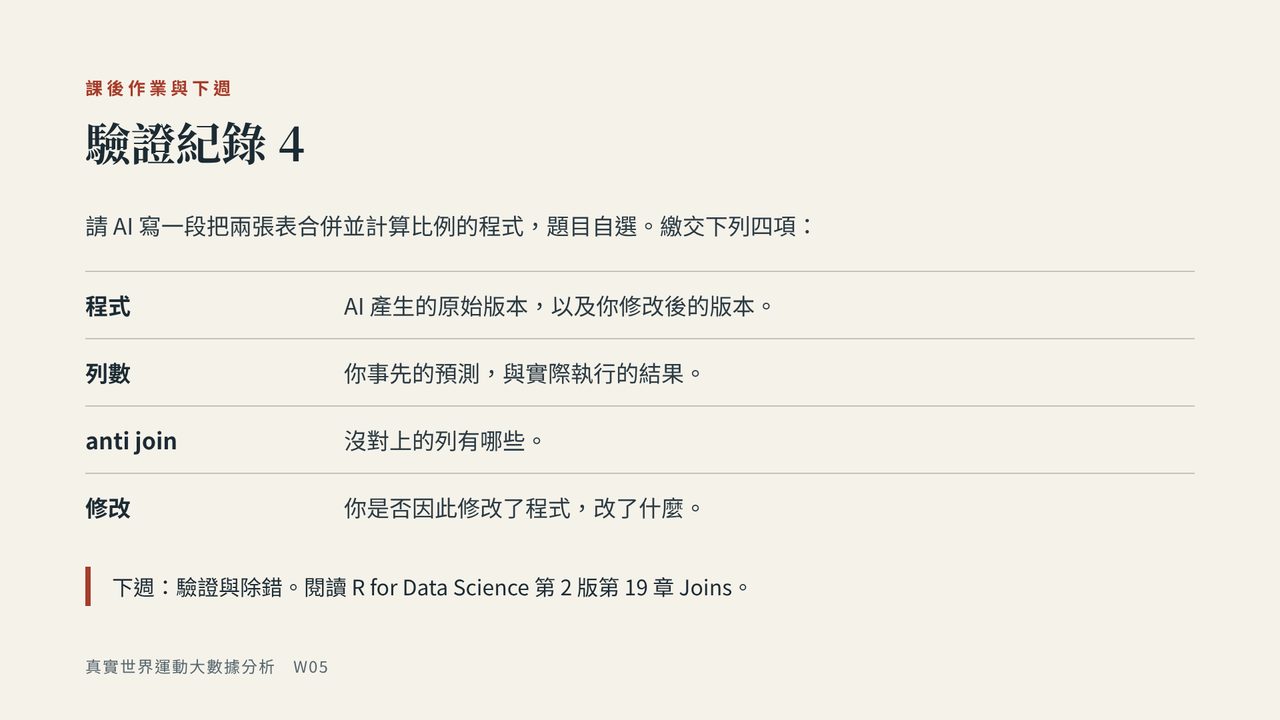 課後作業與下週
驗證紀錄 4
請 AI 寫一段把兩張表合併並計算比例的程式，題目自選。繳交下列四項：
程式 AI 產生的原始版本，以及你修改後的版本。
列數 你事先的預測，與實際執行的結果。
anti join 沒對上的列有哪些。
修改 你是否因此修改了程式，改了什麼。
下週：驗證與除錯。閱讀 R for Data Science 第 2 版第 19 章 Joins。
真實世界運動大數據分析 W05